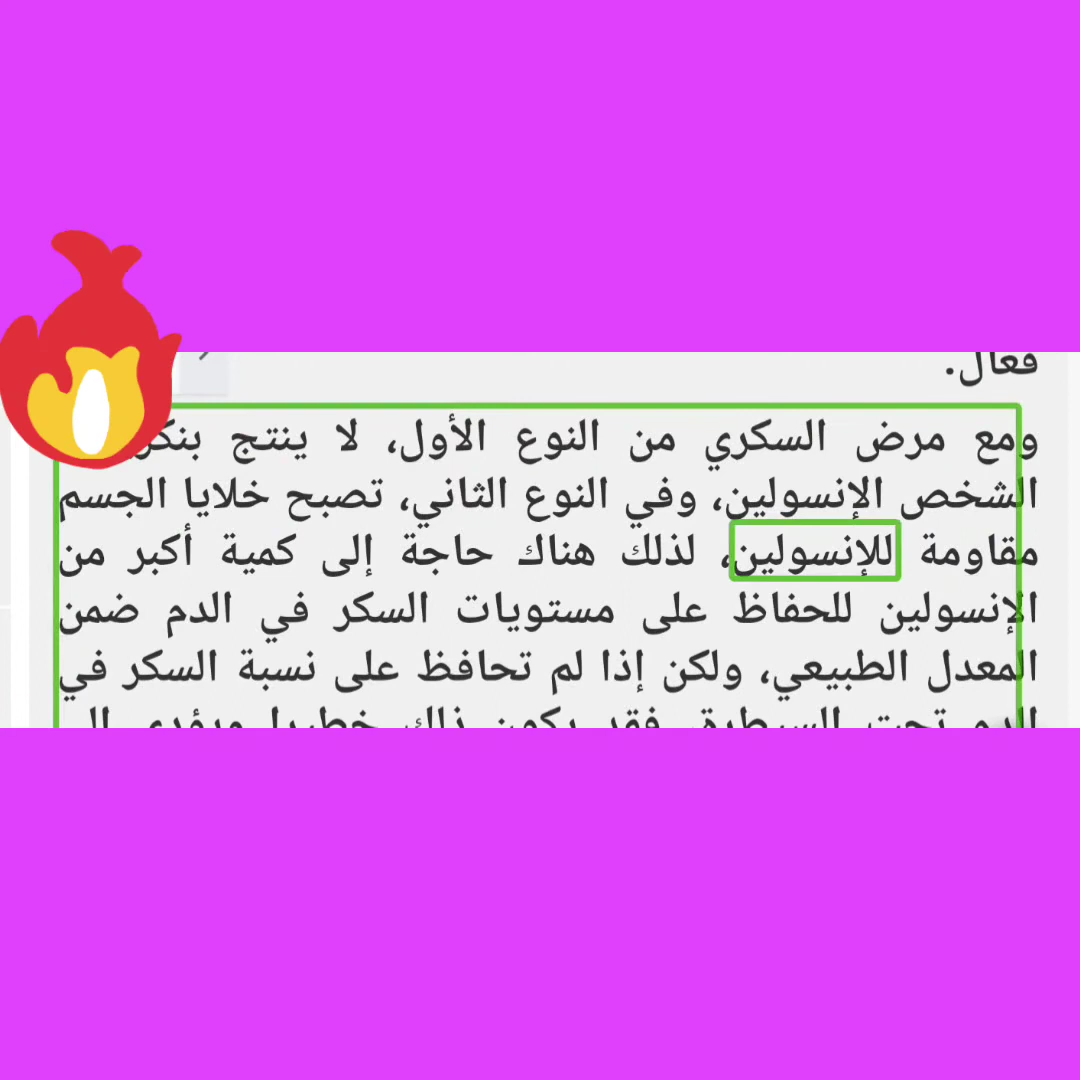 فعال.
ومع مرض السكري من النوع الأول، لا ينتج
الشخص الإنسولين، وفي النوع الثاني، تصبح خلايا الجسم
مقاومة للإنسولين، لذلك هناك حاجة إلى كمية أكبر من
الإنسولين للحفاظ على مستويات السكر في الدم ضمن
المعدل الطبيعي، ولكن إذا لم تحافظ على نسبة السكر في